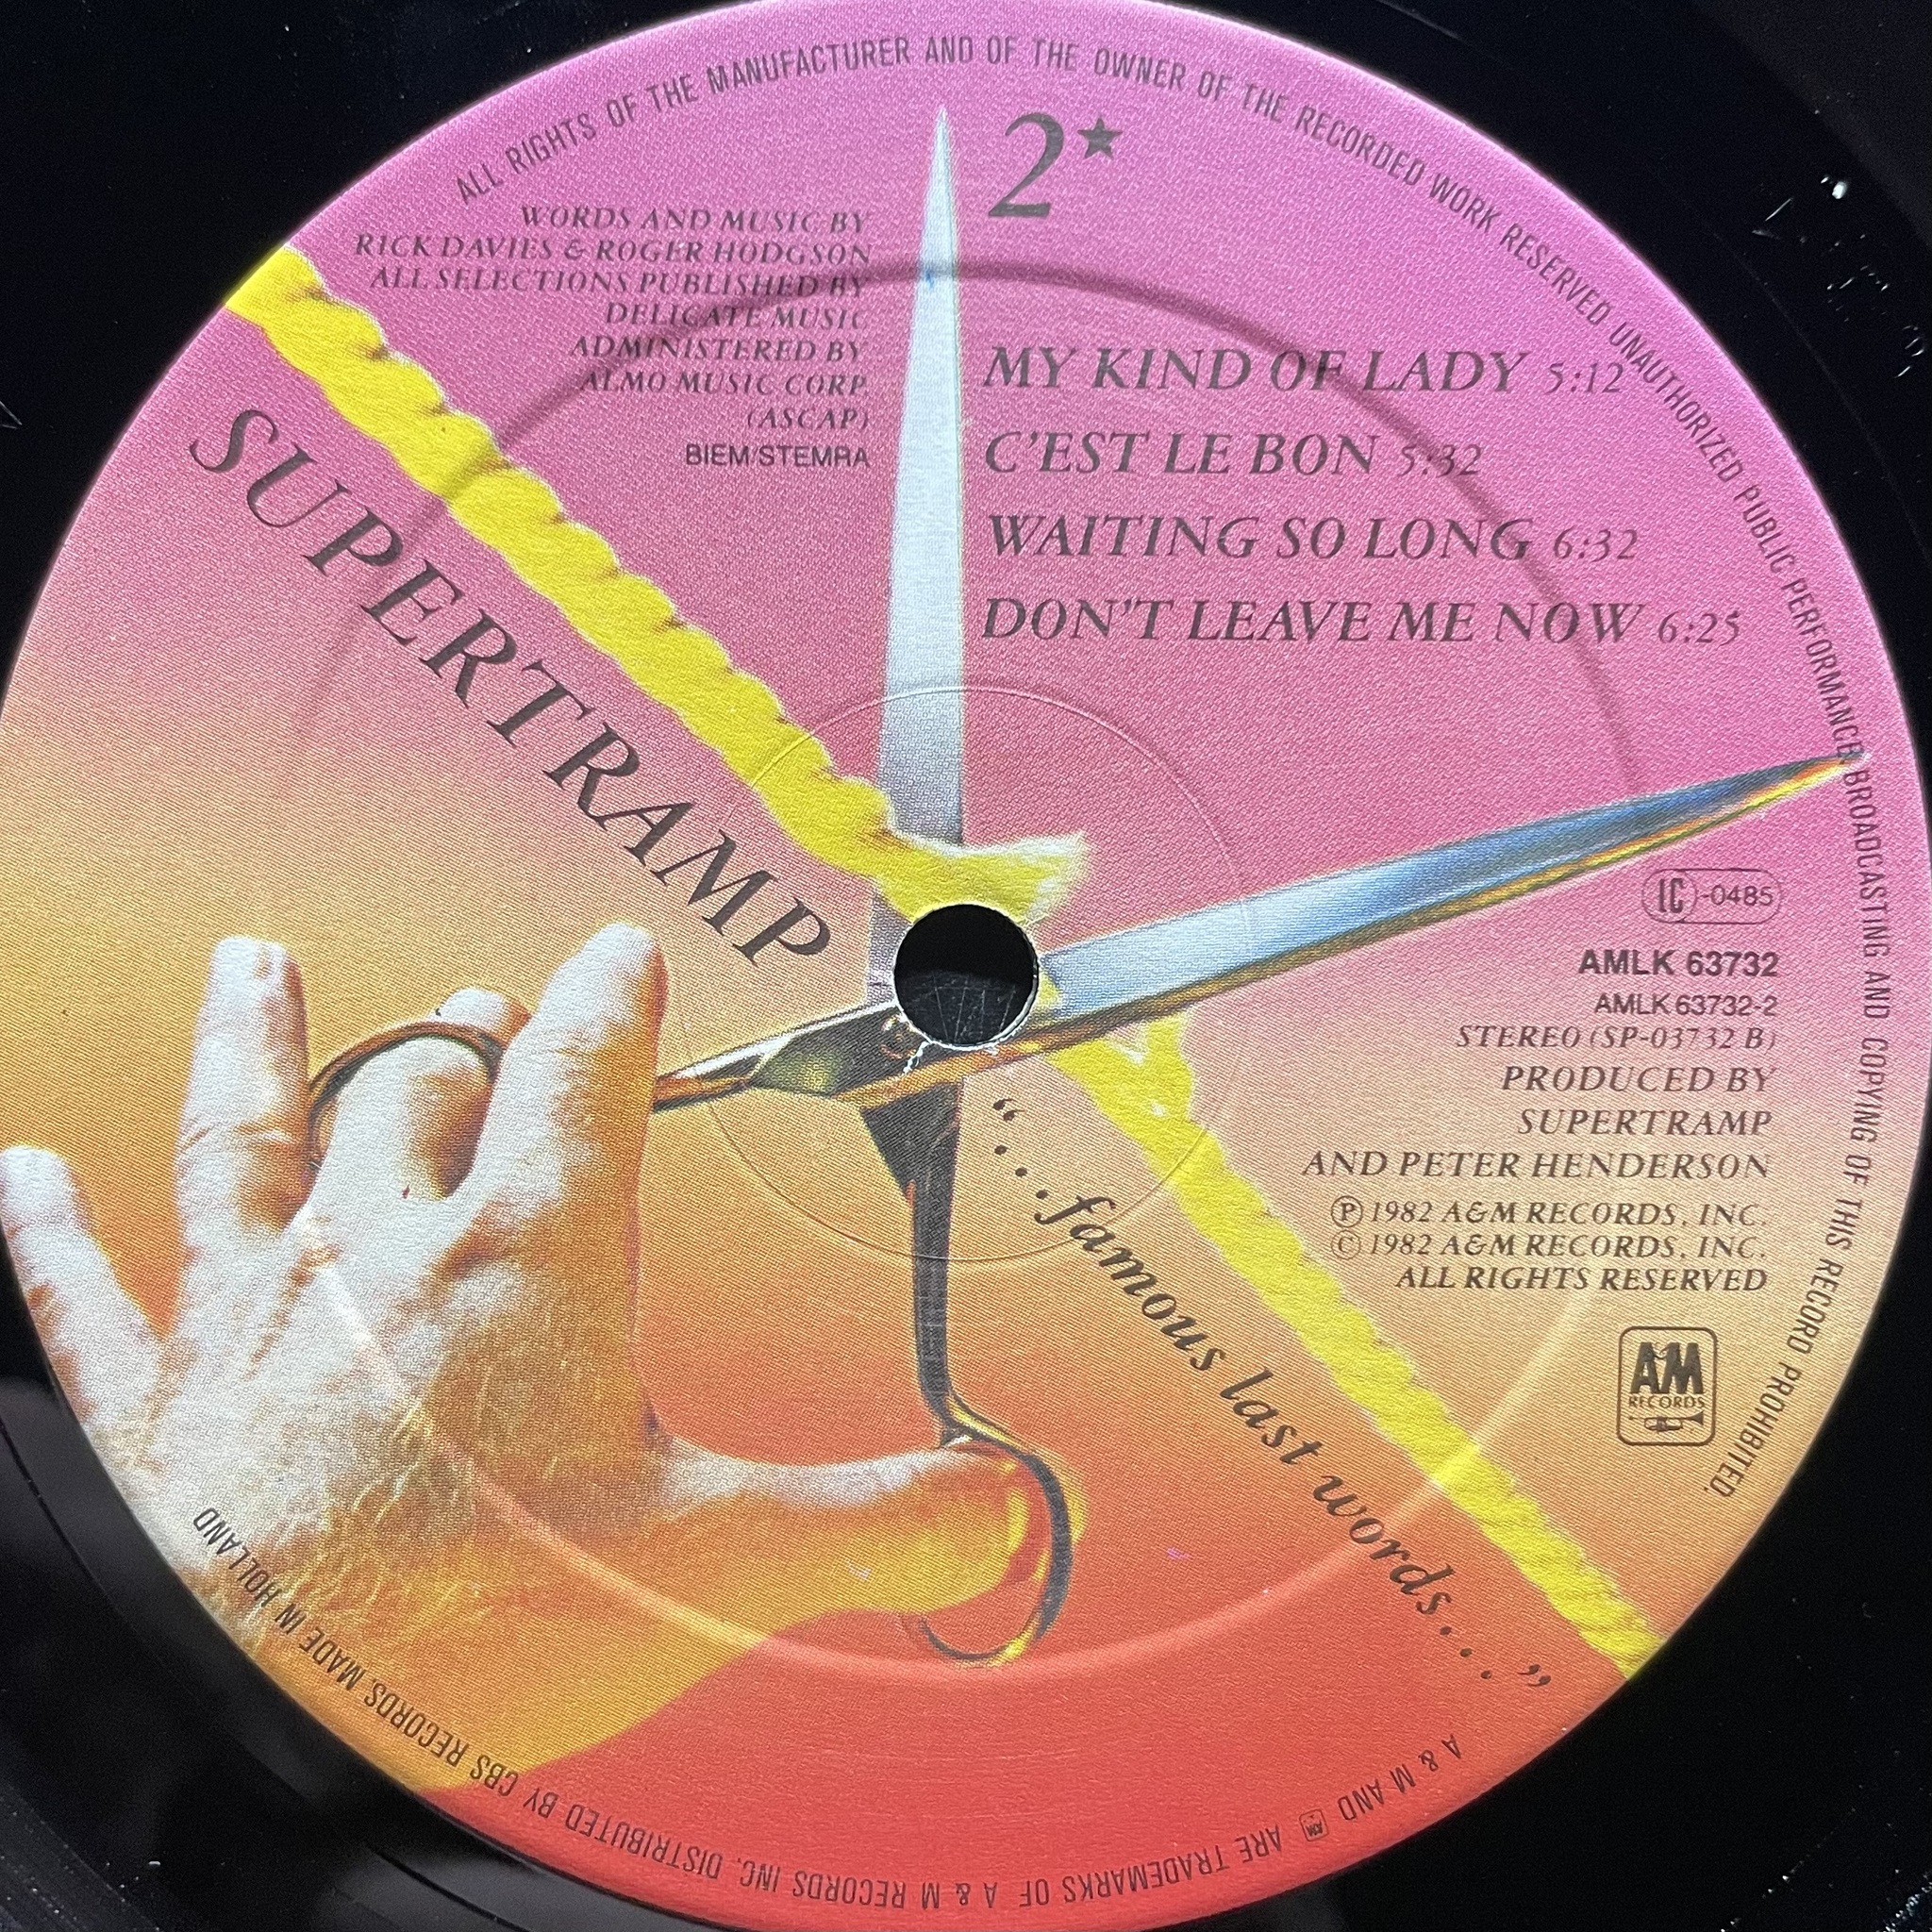 ALL RIGHTS OF THE MANUFACTURER AND OF THE OWNER OF THE RECORDED WORK RESERVED UNAUTHORIZED PUBLIC PERFORMANCE BROADCASTING AND COPYING OF THIS RECORD PROHIBITED.
2★
WORDS AND MUSIC BY
RICK DAVIES & ROGER HODGSON
ALL SELECTIONS PUBLISHED BY
DELICATE MUSIC
ADMINISTERED BY
ALMO MUSIC CORP.
(ASCAP)
BIEM/STEMRA
MY KIND OF LADY 5:12
C'EST LE BON 5:32
WAITING SO LONG 6:32
DON'T LEAVE ME NOW 6:25
SUPERTRAMP
"...famous last words..."
LC-0485
AMLK 63732
AMLK 63732-2
STEREO (SP-03732 B)
PRODUCED BY
SUPERTRAMP
AND PETER HENDERSON
Ⓟ 1982 A&M RECORDS, INC.
© 1982 A&M RECORDS, INC.
ALL RIGHTS RESERVED
A&M
RECORDS
A & M AND A&M ARE TRADEMARKS OF A & M RECORDS INC. DISTRIBUTED BY CBS RECORDS. MADE IN HOLLAND